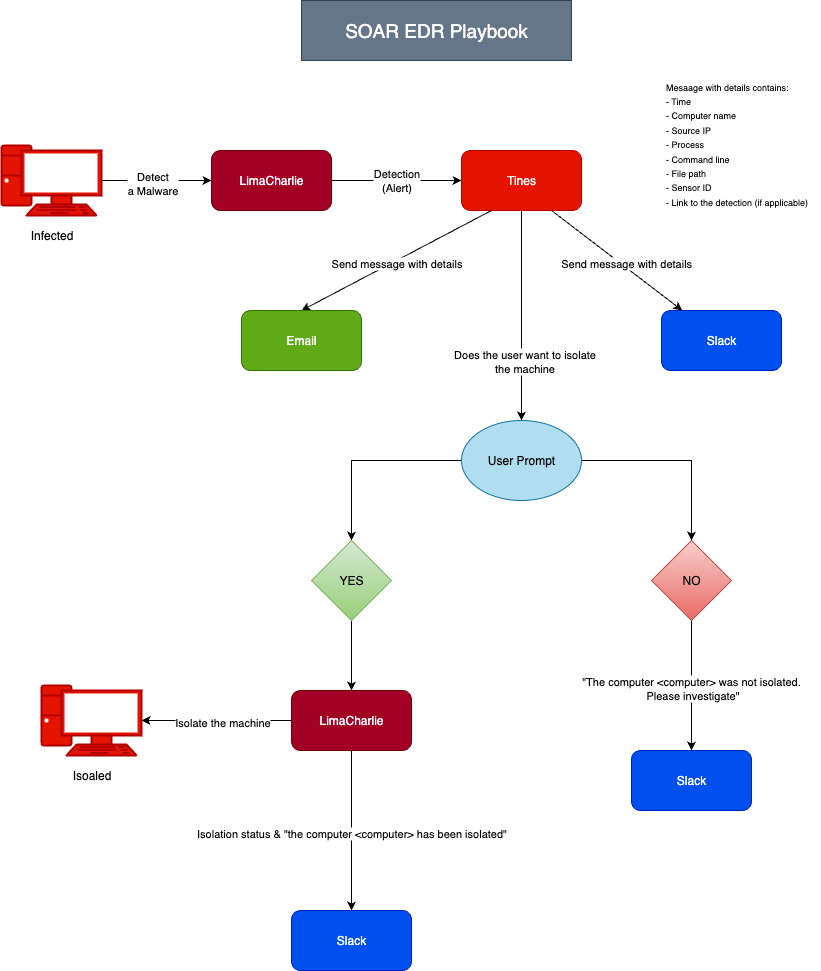 SOAR EDR Playbook
Mesaage with details contains:
- Time
- Computer name
- Source IP
- Process
- Command line
- File path
- Sensor ID
- Link to the detection (if applicable)
Detect
a Malware
LimaCharlie
Detection
(Alert)
Tines
Infected
Send message with details
Send message with details
Email
Slack
Does the user want to isolate
the machine
User Prompt
YES
NO
"The computer <computer> was not isolated.
Please investigate"
Isolate the machine
LimaCharlie
Isoaled
Slack
Isolation status & "the computer <computer> has been isolated"
Slack